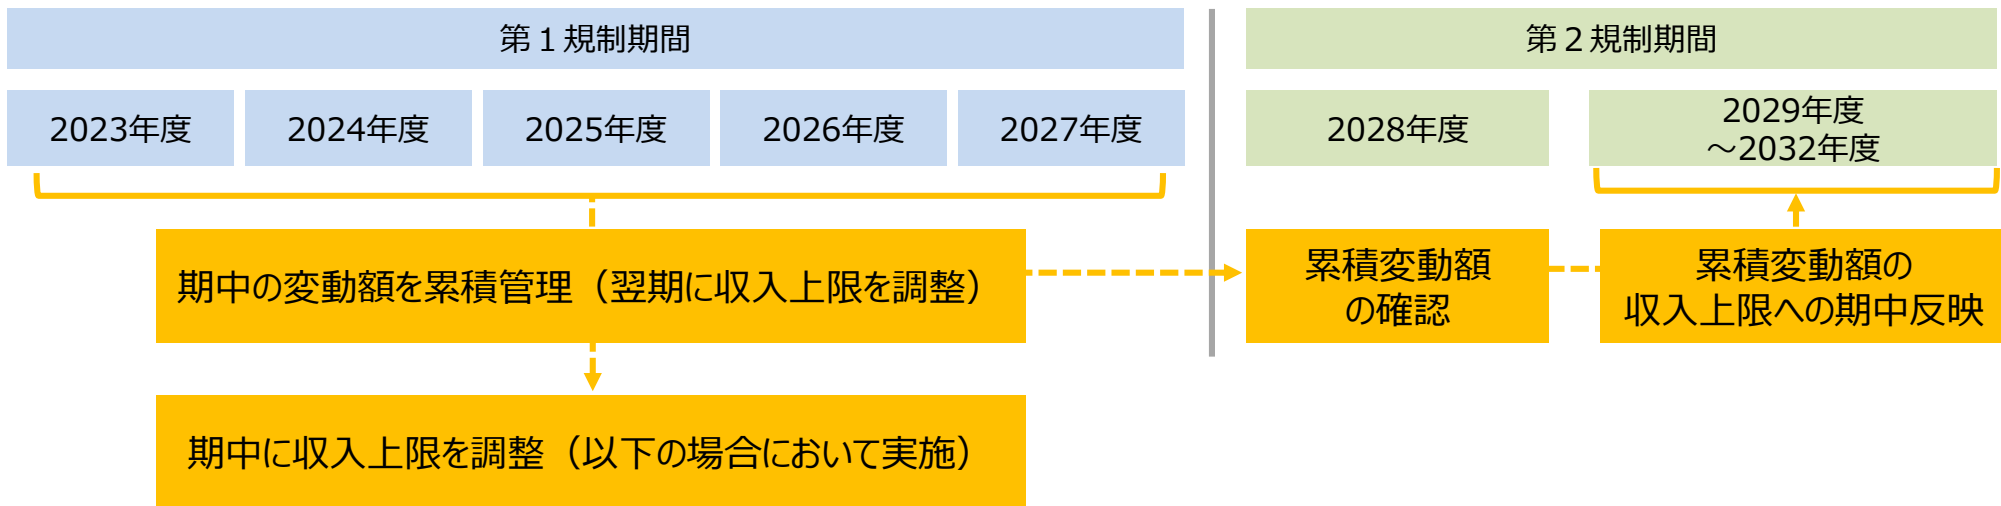 第１規制期間
第２規制期間
2023年度
2024年度
2025年度
2026年度
2027年度
2028年度
2029年度
～2032年度
期中の変動額を累積管理（翌期に収入上限を調整）
累積変動額
の確認
累積変動額の
収入上限への期中反映
期中に収入上限を調整（以下の場合において実施）